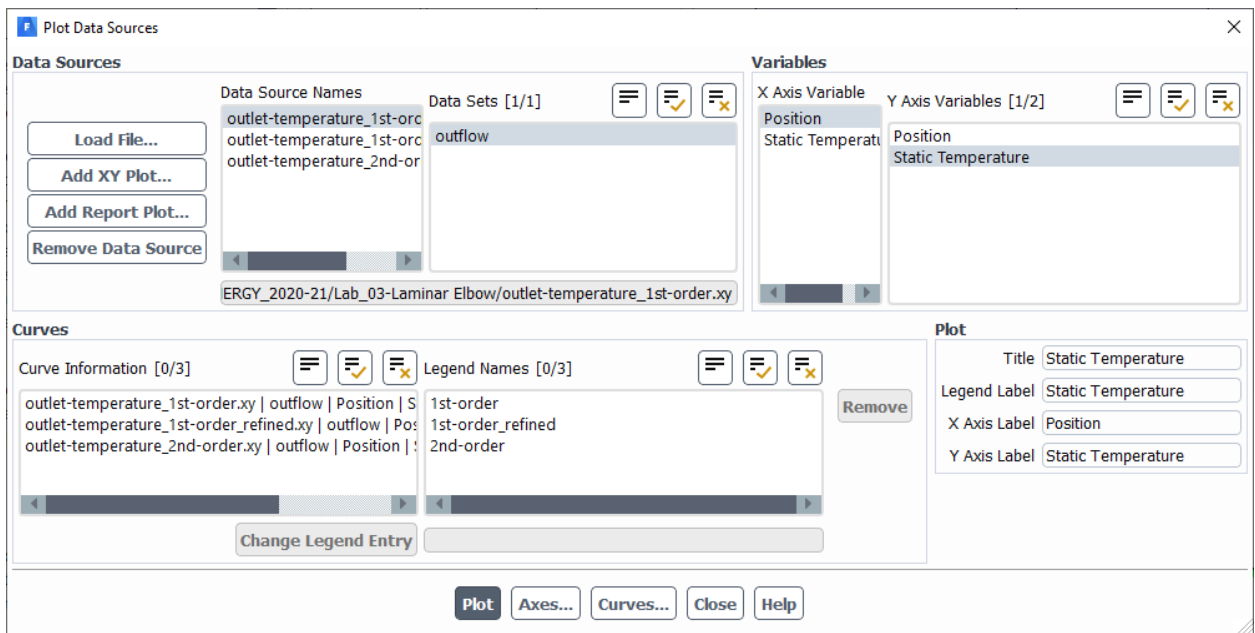 Plot Data Sources
Data Sources
Load File...
Add XY Plot...
Add Report Plot...
Remove Data Source
Data Source Names
outlet-temperature_1st-ord
outlet-temperature_1st-ord
outlet-temperature_2nd-or
Data Sets [1/1]
outflow
ERGY_2020-21/Lab_03-Laminar Elbow/outlet-temperature_1st-order.xy
Variables
X Axis Variable
Position
Static Temperatu
Y Axis Variables [1/2]
Position
Static Temperature
Curves
Curve Information [0/3]
outlet-temperature_1st-order.xy | outflow | Position | S
outlet-temperature_1st-order_refined.xy | outflow | Pos
outlet-temperature_2nd-order.xy | outflow | Position |
Legend Names [0/3]
1st-order
1st-order_refined
2nd-order
Remove
Change Legend Entry
Plot
Title Static Temperature
Legend Label Static Temperature
X Axis Label Position
Y Axis Label Static Temperature
Plot Axes... Curves... Close Help